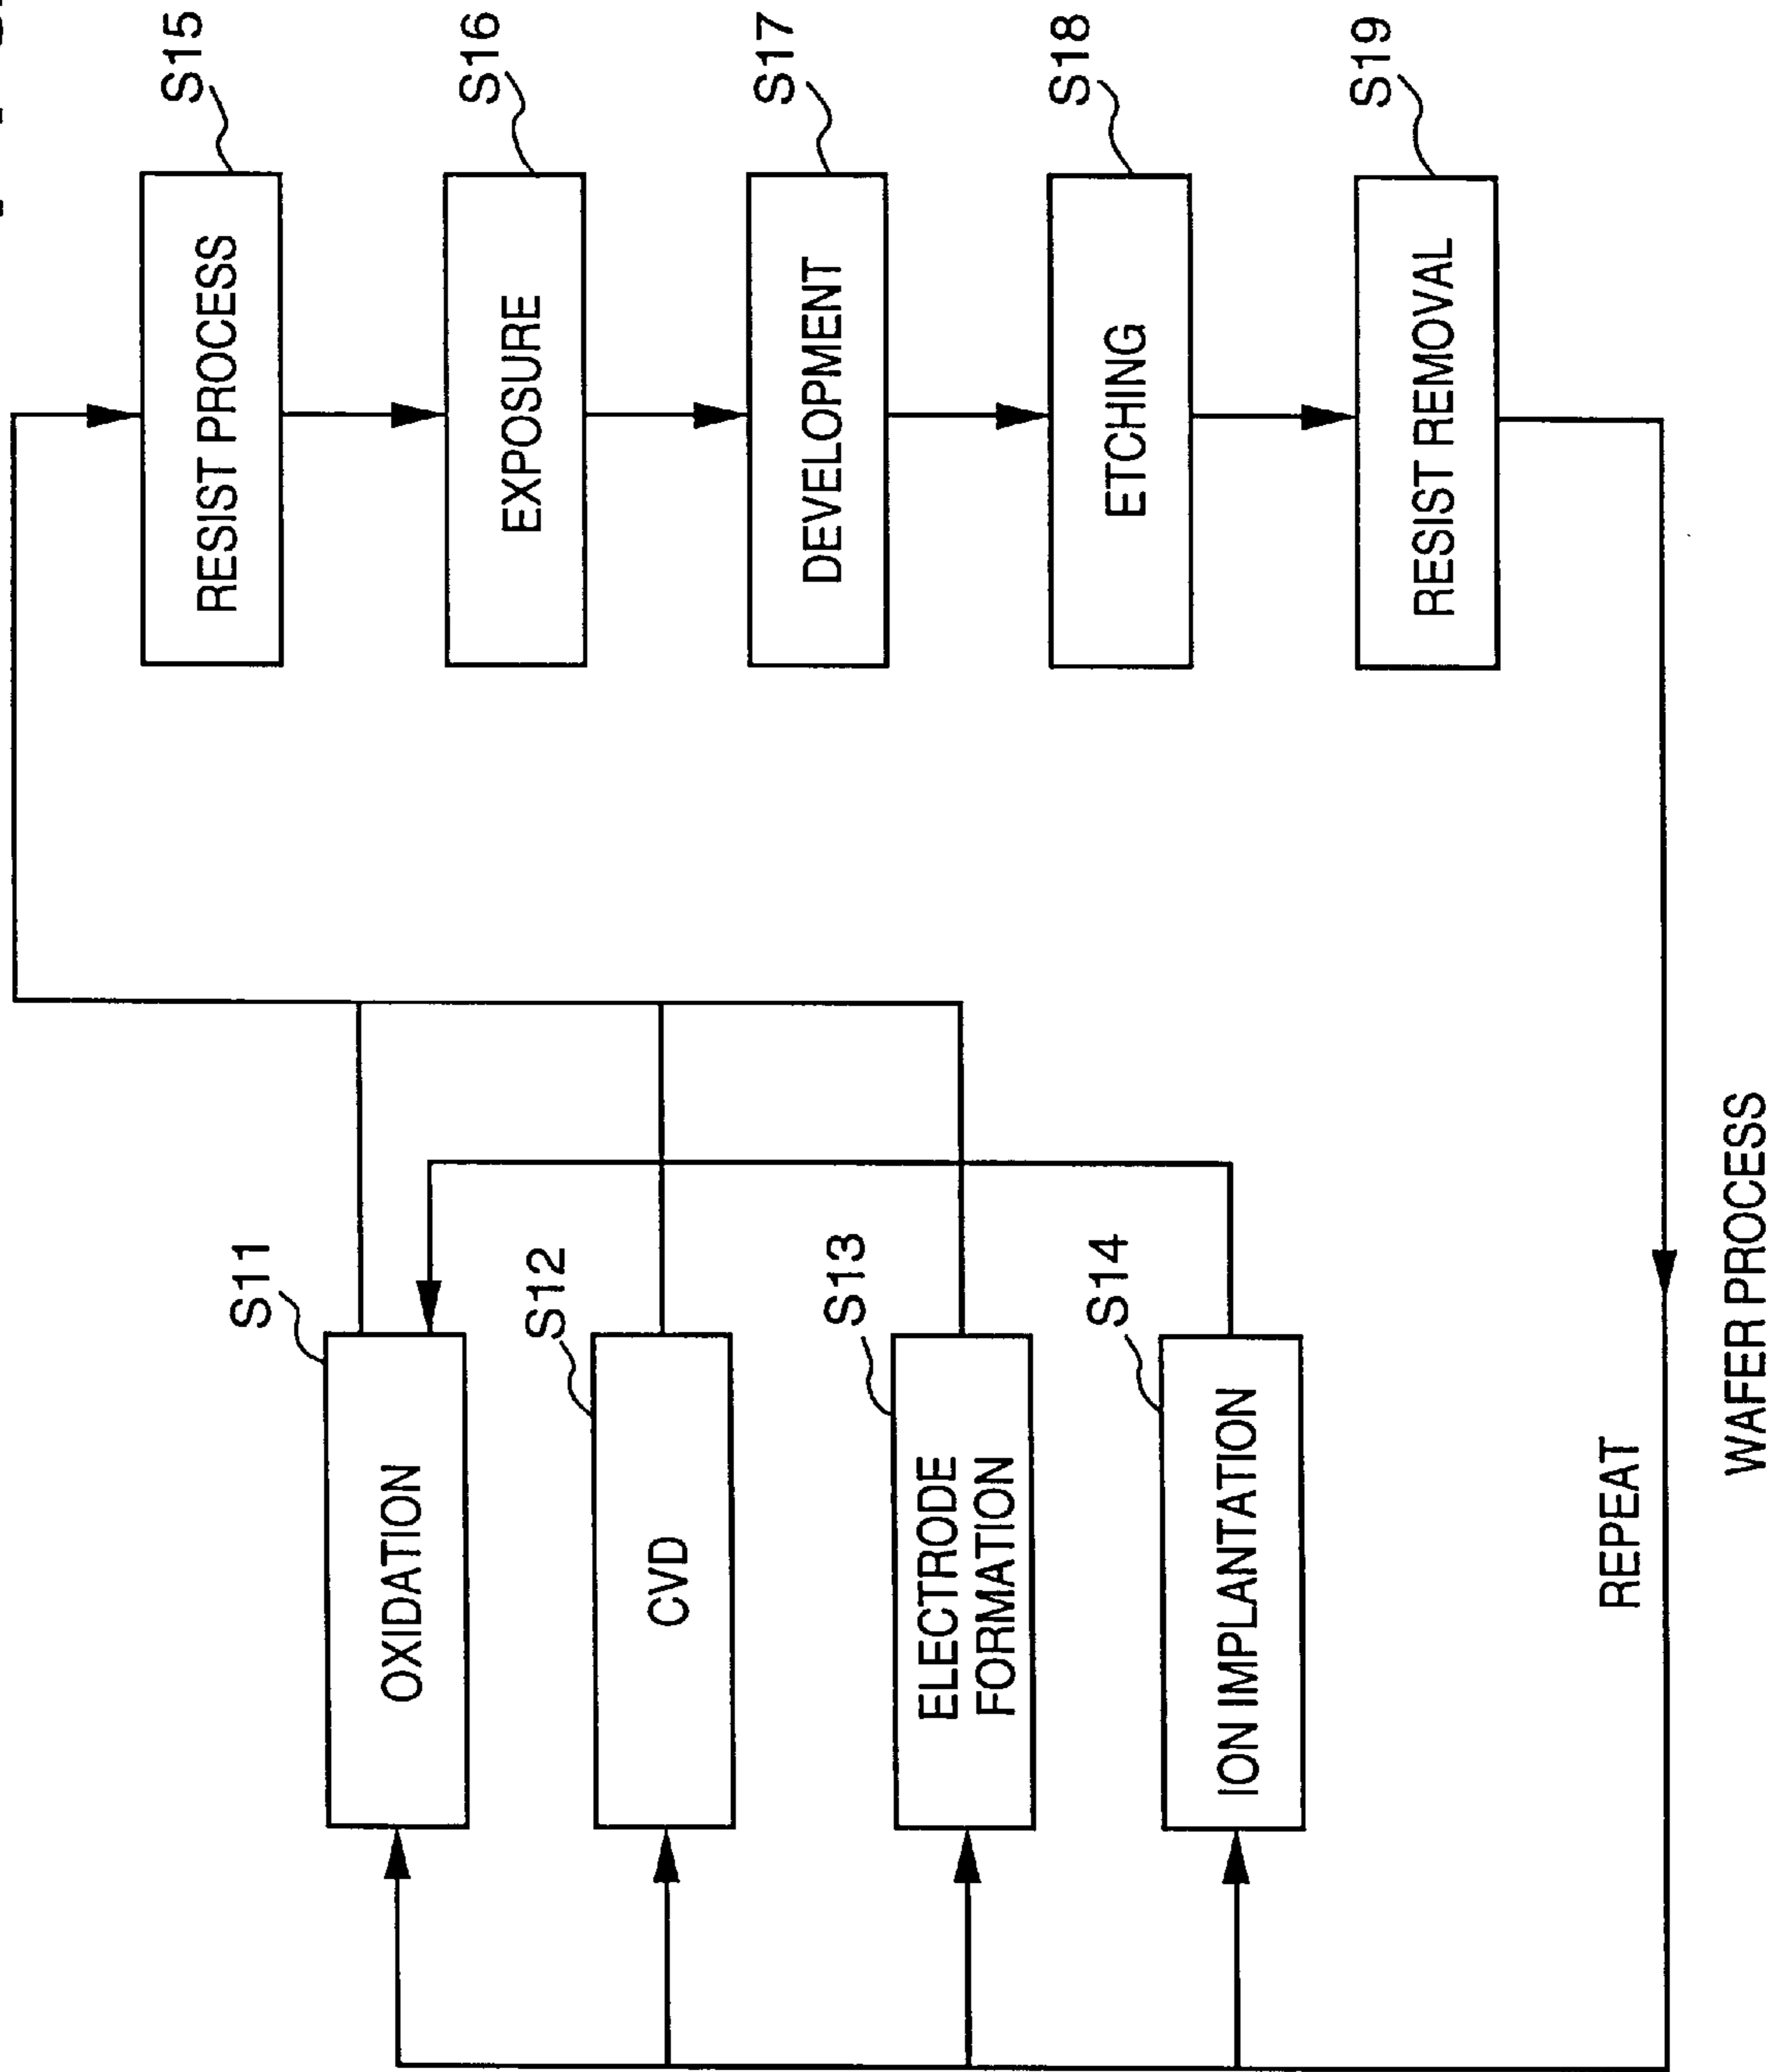 S11
OXIDATION
S12
CVD
S13
ELECTRODE
FORMATION
S14
ION IMPLANTATION
S15
RESIST PROCESS
S16
EXPOSURE
S17
DEVELOPMENT
S18
ETCHING
S19
RESIST REMOVAL
REPEAT
WAFER PROCESS